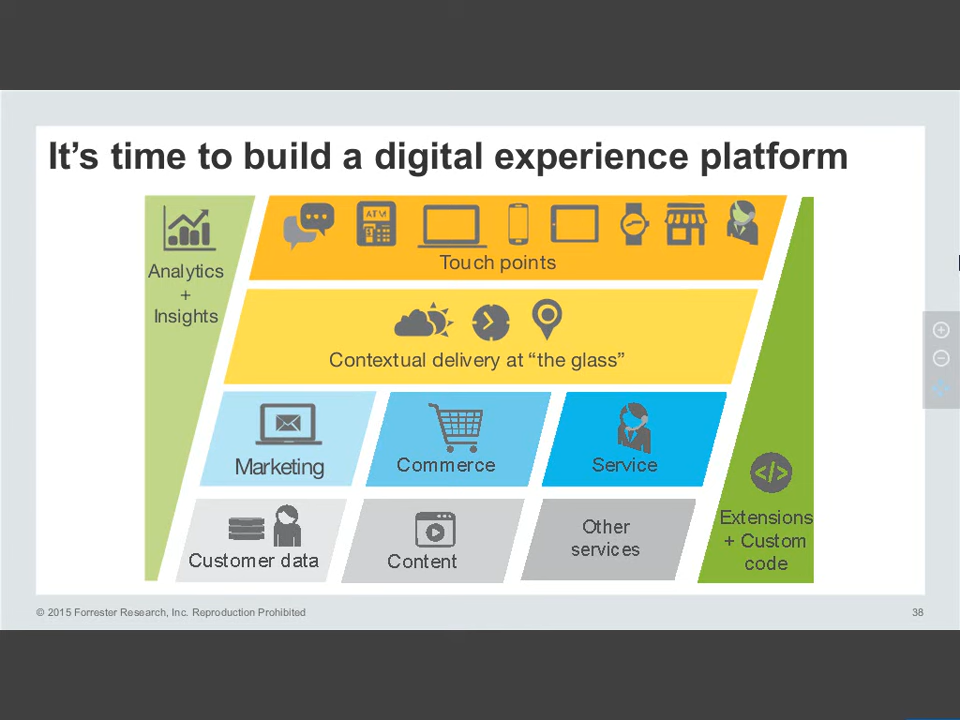 It’s time to build a digital experience platform
ATM
Touch points
Analytics
+
Insights
Contextual delivery at “the glass”
Marketing
Commerce
Service
Customer data
Content
Other
services
</>
Extensions
+ Custom
code
© 2015 Forrester Research, Inc. Reproduction Prohibited
38